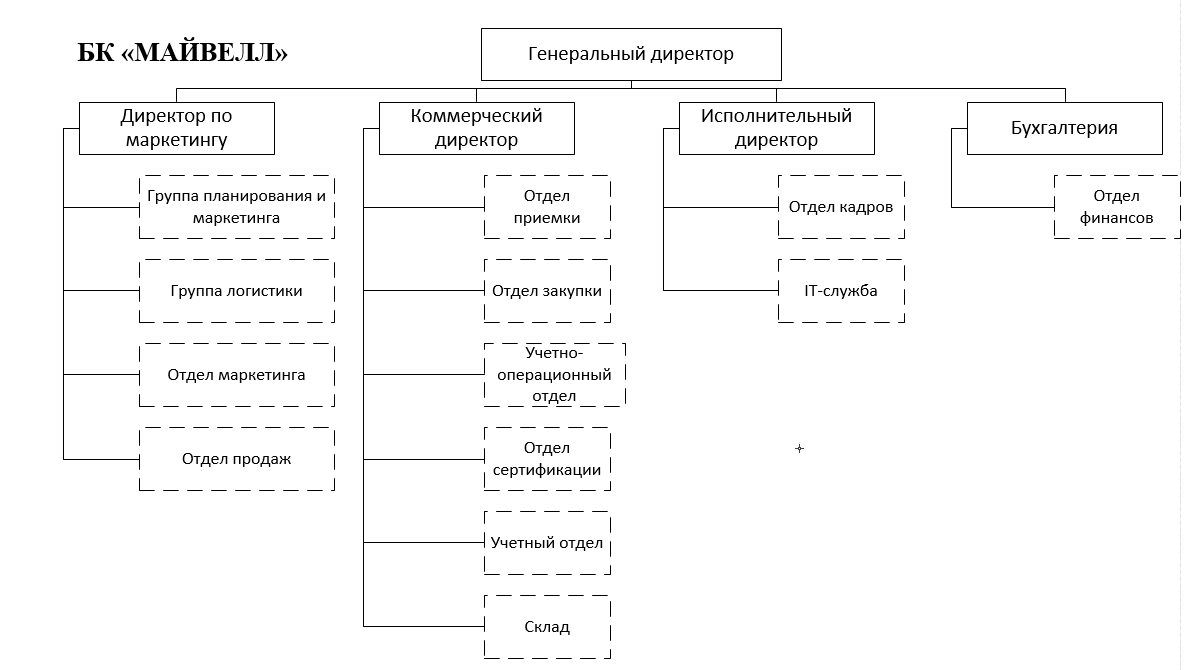 БК «МАЙВЕЛЛ»
Генеральный директор
Директор по
маркетингу
Группа планирования и
маркетинга
Группа логистики
Отдел маркетинга
Отдел продаж
Коммерческий
директор
Отдел
приемки
Отдел закупки
Учетно-
операционный
отдел
Отдел
сертификации
Учетный отдел
Склад
Исполнительный
директор
Отдел кадров
IT-служба
Бухгалтерия
Отдел
финансов